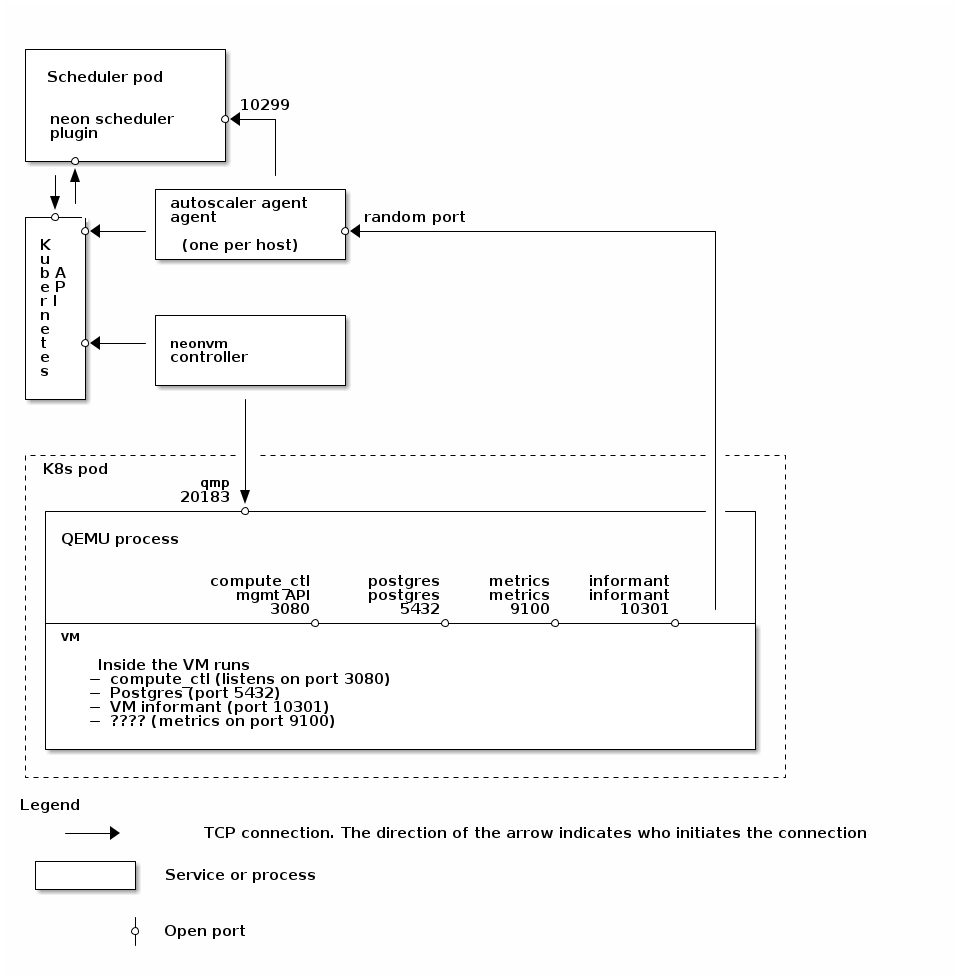 Scheduler pod
10299
neon scheduler
plugin
autoscaler agent
agent
random port
(one per host)
Kubernetes
API
neonvm
controller
K8s pod
qmp
20183
QEMU process
compute_ctl
mgmt API
3080
postgres
postgres
5432
metrics
metrics
9100
informant
informant
10301
VM
Inside the VM runs
– compute_ctl (listens on port 3080)
– Postgres (port 5432)
– VM informant (port 10301)
– ???? (metrics on port 9100)
Legend
TCP connection. The direction of the arrow indicates who initiates the connection
Service or process
Open port